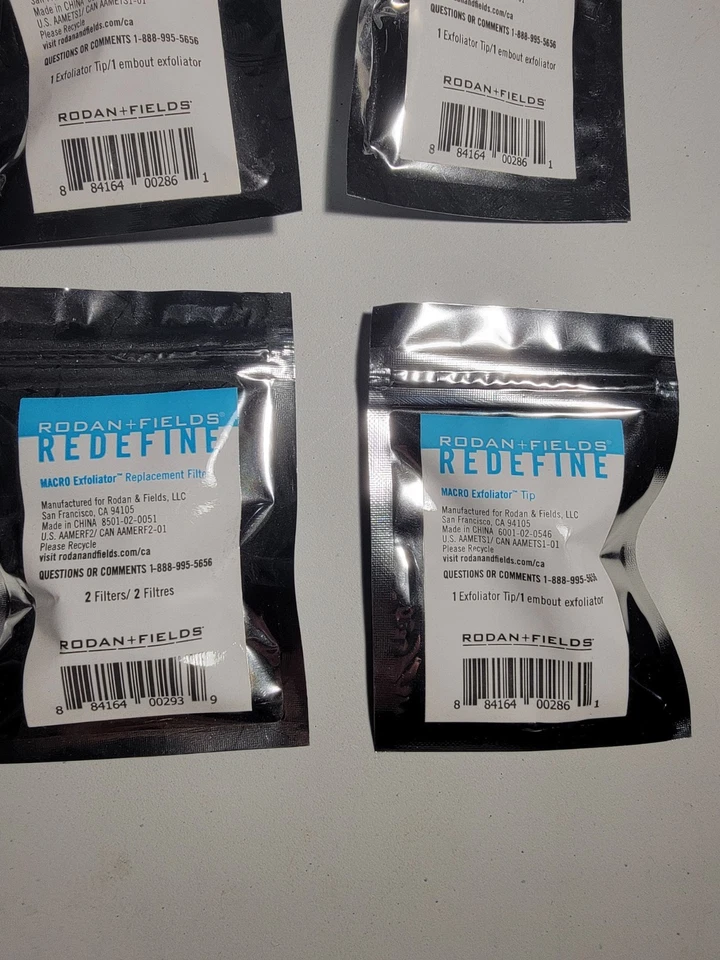 Made in CHINA
U.S. AAMETS1/ CAN AAMETS1-01
Please Recycle
visit rodanandfields.com/ca
QUESTIONS OR COMMENTS 1-888-995-5656
1 Exfoliator Tip/1 embout exfoliator
RODAN+FIELDS®
8 84164 00286 1
rodanandfields.com/ca
QUESTIONS OR COMMENTS 1-888-995-5656
1 Exfoliator Tip/1 embout exfoliator
RODAN+FIELDS®
8 84164 00286 1
RODAN+FIELDS®
REDEFINE
MACRO Exfoliator™ Replacement
Manufactured for Rodan & Fields, LLC
San Francisco, CA 94105
Made in CHINA 8501-02-0051
U.S. AAMERF2/ CAN AAMERF2-01
Please Recycle
visit rodanandfields.com/ca
QUESTIONS OR COMMENTS 1-888-995-5656
2 Filters/ 2 Filtres
RODAN+FIELDS®
8 84164 00293 9
RODAN+FIELDS®
REDEFINE
MACRO Exfoliator™ Tip
Manufactured for Rodan & Fields, LLC
San Francisco, CA 94105
Made in CHINA 6001-02-0546
U.S. AAMETS1/ CAN AAMETS1-01
Please Recycle
visit rodanandfields.com/ca
QUESTIONS OR COMMENTS 1-888-995-5656
1 Exfoliator Tip/1 embout exfoliator
RODAN+FIELDS®
8 84164 00286 1